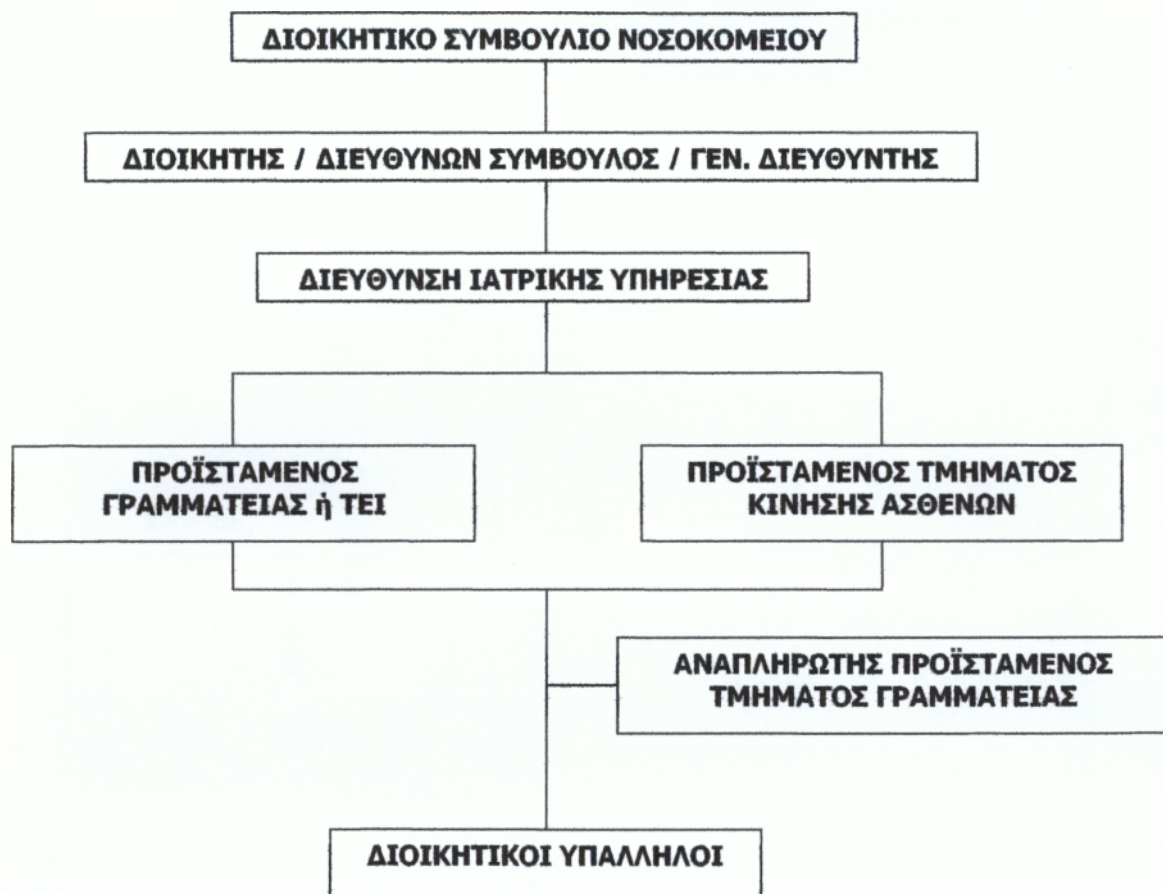 ΔΙΟΙΚΗΤΙΚΟ ΣΥΜΒΟΥΛΙΟ ΝΟΣΟΚΟΜΕΙΟΥ
ΔΙΟΙΚΗΤΗΣ / ΔΙΕΥΘΥΝΩΝ ΣΥΜΒΟΥΛΟΣ / ΓΕΝ. ΔΙΕΥΘΥΝΤΗΣ
ΔΙΕΥΘΥΝΣΗ ΙΑΤΡΙΚΗΣ ΥΠΗΡΕΣΙΑΣ
ΠΡΟΪΣΤΑΜΕΝΟΣ
ΓΡΑΜΜΑΤΕΙΑΣ ή ΤΕΙ
ΠΡΟΪΣΤΑΜΕΝΟΣ ΤΜΗΜΑΤΟΣ
ΚΙΝΗΣΗΣ ΑΣΘΕΝΩΝ
ΑΝΑΠΛΗΡΩΤΗΣ ΠΡΟΪΣΤΑΜΕΝΟΣ
ΤΜΗΜΑΤΟΣ ΓΡΑΜΜΑΤΕΙΑΣ
ΔΙΟΙΚΗΤΙΚΟΙ ΥΠΑΛΛΗΛΟΙ